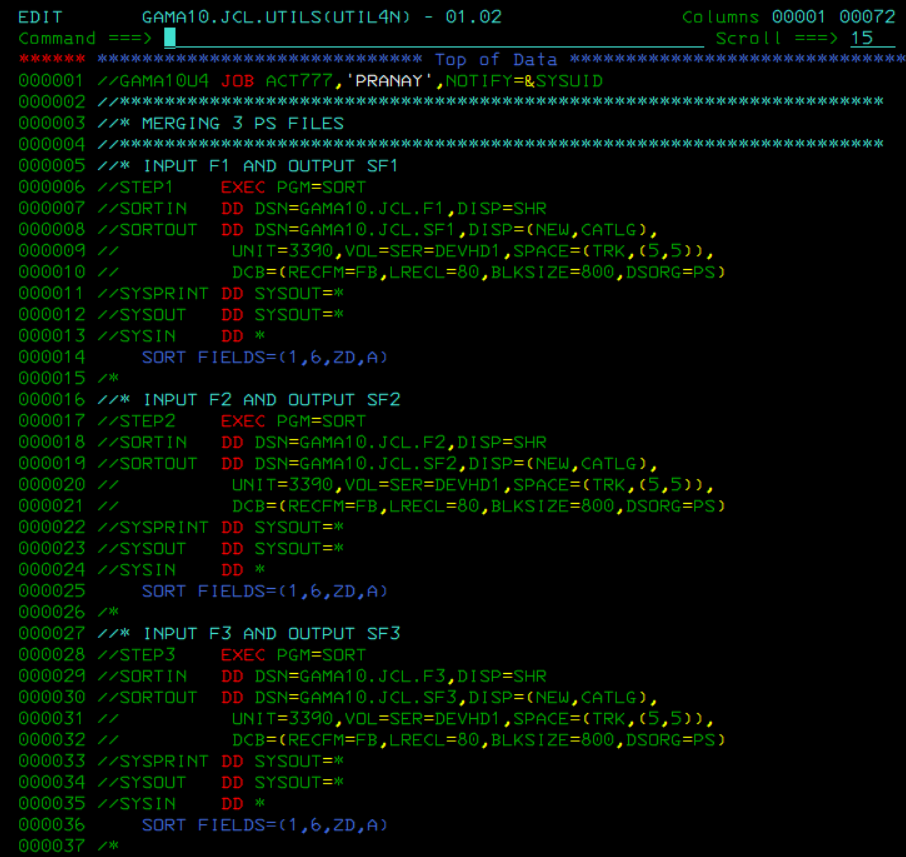 EDIT       GAMA10.JCL.UTILS(UTIL4N) - 01.02                Columns 00001 00072
Command ===>                                                  Scroll ===> 15
****** ***************************** Top of Data ******************************
000001 //GAMA10U4 JOB ACT777,'PRANAY',NOTIFY=&SYSUID
000002 //********************************************************************
000003 //* MERGING 3 PS FILES
000004 //********************************************************************
000005 //* INPUT F1 AND OUTPUT SF1
000006 //STEP1    EXEC PGM=SORT
000007 //SORTIN   DD DSN=GAMA10.JCL.F1,DISP=SHR
000008 //SORTOUT  DD DSN=GAMA10.JCL.SF1,DISP=(NEW,CATLG),
000009 //          UNIT=3390,VOL=SER=DEVHD1,SPACE=(TRK,(5,5)),
000010 //          DCB=(RECFM=FB,LRECL=80,BLKSIZE=800,DSORG=PS)
000011 //SYSPRINT DD SYSOUT=*
000012 //SYSOUT   DD SYSOUT=*
000013 //SYSIN    DD *
000014     SORT FIELDS=(1,6,ZD,A)
000015 /*
000016 //* INPUT F2 AND OUTPUT SF2
000017 //STEP2    EXEC PGM=SORT
000018 //SORTIN   DD DSN=GAMA10.JCL.F2,DISP=SHR
000019 //SORTOUT  DD DSN=GAMA10.JCL.SF2,DISP=(NEW,CATLG),
000020 //          UNIT=3390,VOL=SER=DEVHD1,SPACE=(TRK,(5,5)),
000021 //          DCB=(RECFM=FB,LRECL=80,BLKSIZE=800,DSORG=PS)
000022 //SYSPRINT DD SYSOUT=*
000023 //SYSOUT   DD SYSOUT=*
000024 //SYSIN    DD *
000025     SORT FIELDS=(1,6,ZD,A)
000026 /*
000027 //* INPUT F3 AND OUTPUT SF3
000028 //STEP3    EXEC PGM=SORT
000029 //SORTIN   DD DSN=GAMA10.JCL.F3,DISP=SHR
000030 //SORTOUT  DD DSN=GAMA10.JCL.SF3,DISP=(NEW,CATLG),
000031 //          UNIT=3390,VOL=SER=DEVHD1,SPACE=(TRK,(5,5)),
000032 //          DCB=(RECFM=FB,LRECL=80,BLKSIZE=800,DSORG=PS)
000033 //SYSPRINT DD SYSOUT=*
000034 //SYSOUT   DD SYSOUT=*
000035 //SYSIN    DD *
000036     SORT FIELDS=(1,6,ZD,A)
000037 /*